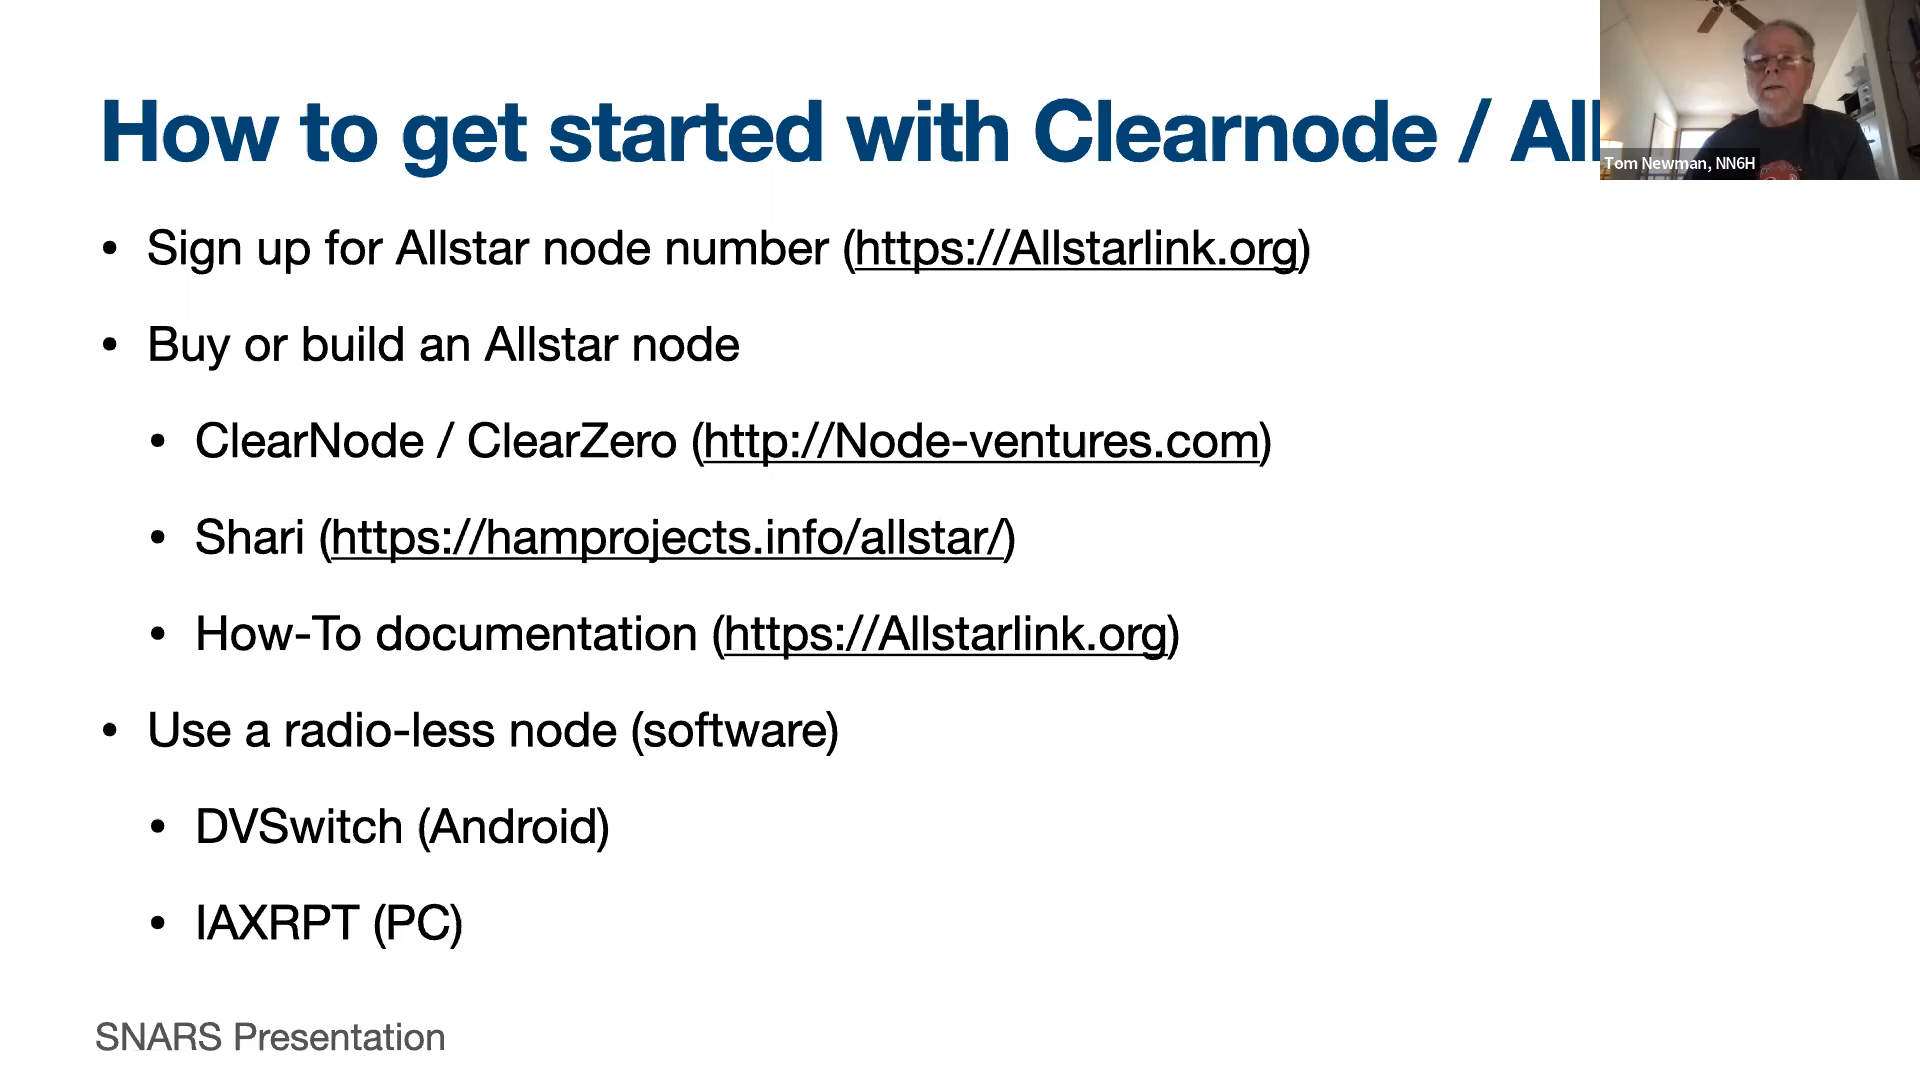 How to get started with Clearnode / All
Tom Newman, NN6H
• Sign up for Allstar node number (https://Allstarlink.org)
• Buy or build an Allstar node
• ClearNode / ClearZero (http://Node-ventures.com)
• Shari (https://hamprojects.info/allstar/)
• How-To documentation (https://Allstarlink.org)
• Use a radio-less node (software)
• DVSwitch (Android)
• IAXRPT (PC)
SNARS Presentation